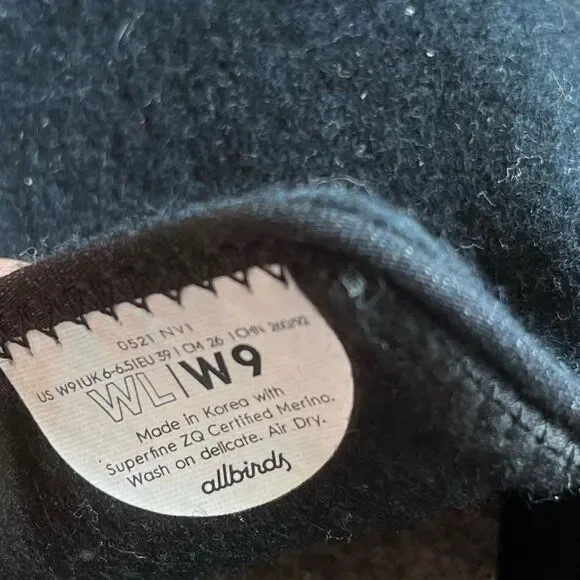 0521 NV1
US W9 | UK 6-6.5 | EU 39 | CM 26 | CHN 260/92
WL | W9
Made in Korea with
Superfine ZQ Certified Merino.
Wash on delicate. Air Dry.
allbirds